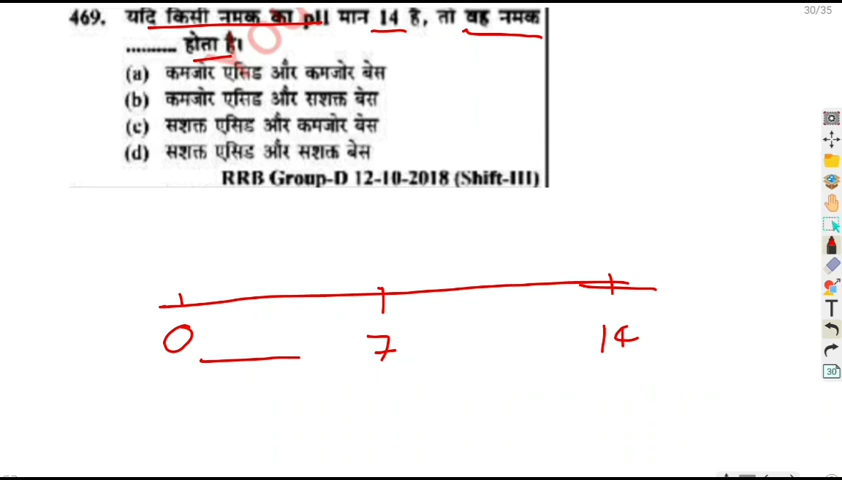 30/35
469. यदि किसी नमक का pH मान 14 है, तो वह नमक
.......... होता है।
(a) कमजोर एसिड और कमजोर बेस
(b) कमजोर एसिड और सशक्त बेस
(c) सशक्त एसिड और कमजोर बेस
(d) सशक्त एसिड और सशक्त बेस
RRB Group-D 12-10-2018 (Shift-III)
0 7 14
T
30